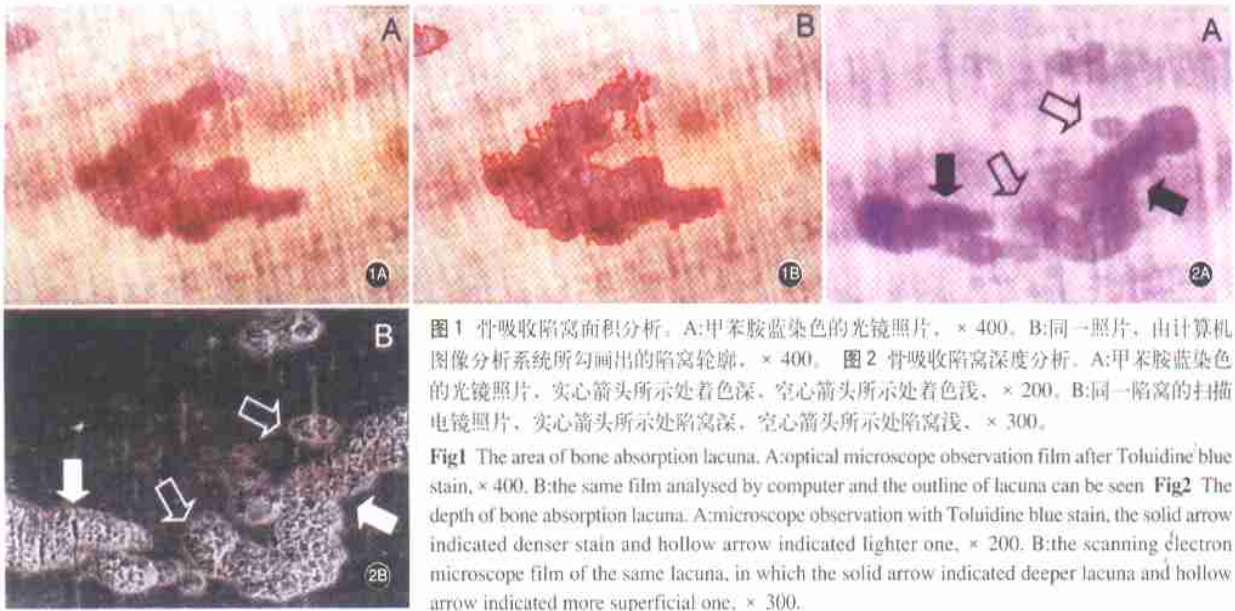 A
B
A
1A
1B
2A
B
2B
图1 骨吸收陷窝面积分析。A:甲苯胺蓝染色的光镜照片，× 400。B:同一照片，由计算机
图像分析系统所勾画出的陷窝轮廓，× 400。 图2 骨吸收陷窝深度分析。A:甲苯胺蓝染色
的光镜照片，实心箭头所示处着色深、空心箭头所示处着色浅、× 200。B:同一陷窝的扫描
电镜照片，实心箭头所示处陷窝深、空心箭头所示处陷窝浅、× 300。
Fig1 The area of bone absorption lacuna. A:optical microscope observation film after Toluidine blue
stain, × 400. B:the same film analysed by computer and the outline of lacuna can be seen Fig2 The
depth of bone absorption lacuna. A:microscope observation with Toluidine blue stain, the solid arrow
indicated denser stain and hollow arrow indicated lighter one, × 200. B:the scanning electron
microscope film of the same lacuna, in which the solid arrow indicated deeper lacuna and hollow
arrow indicated more superficial one, × 300.